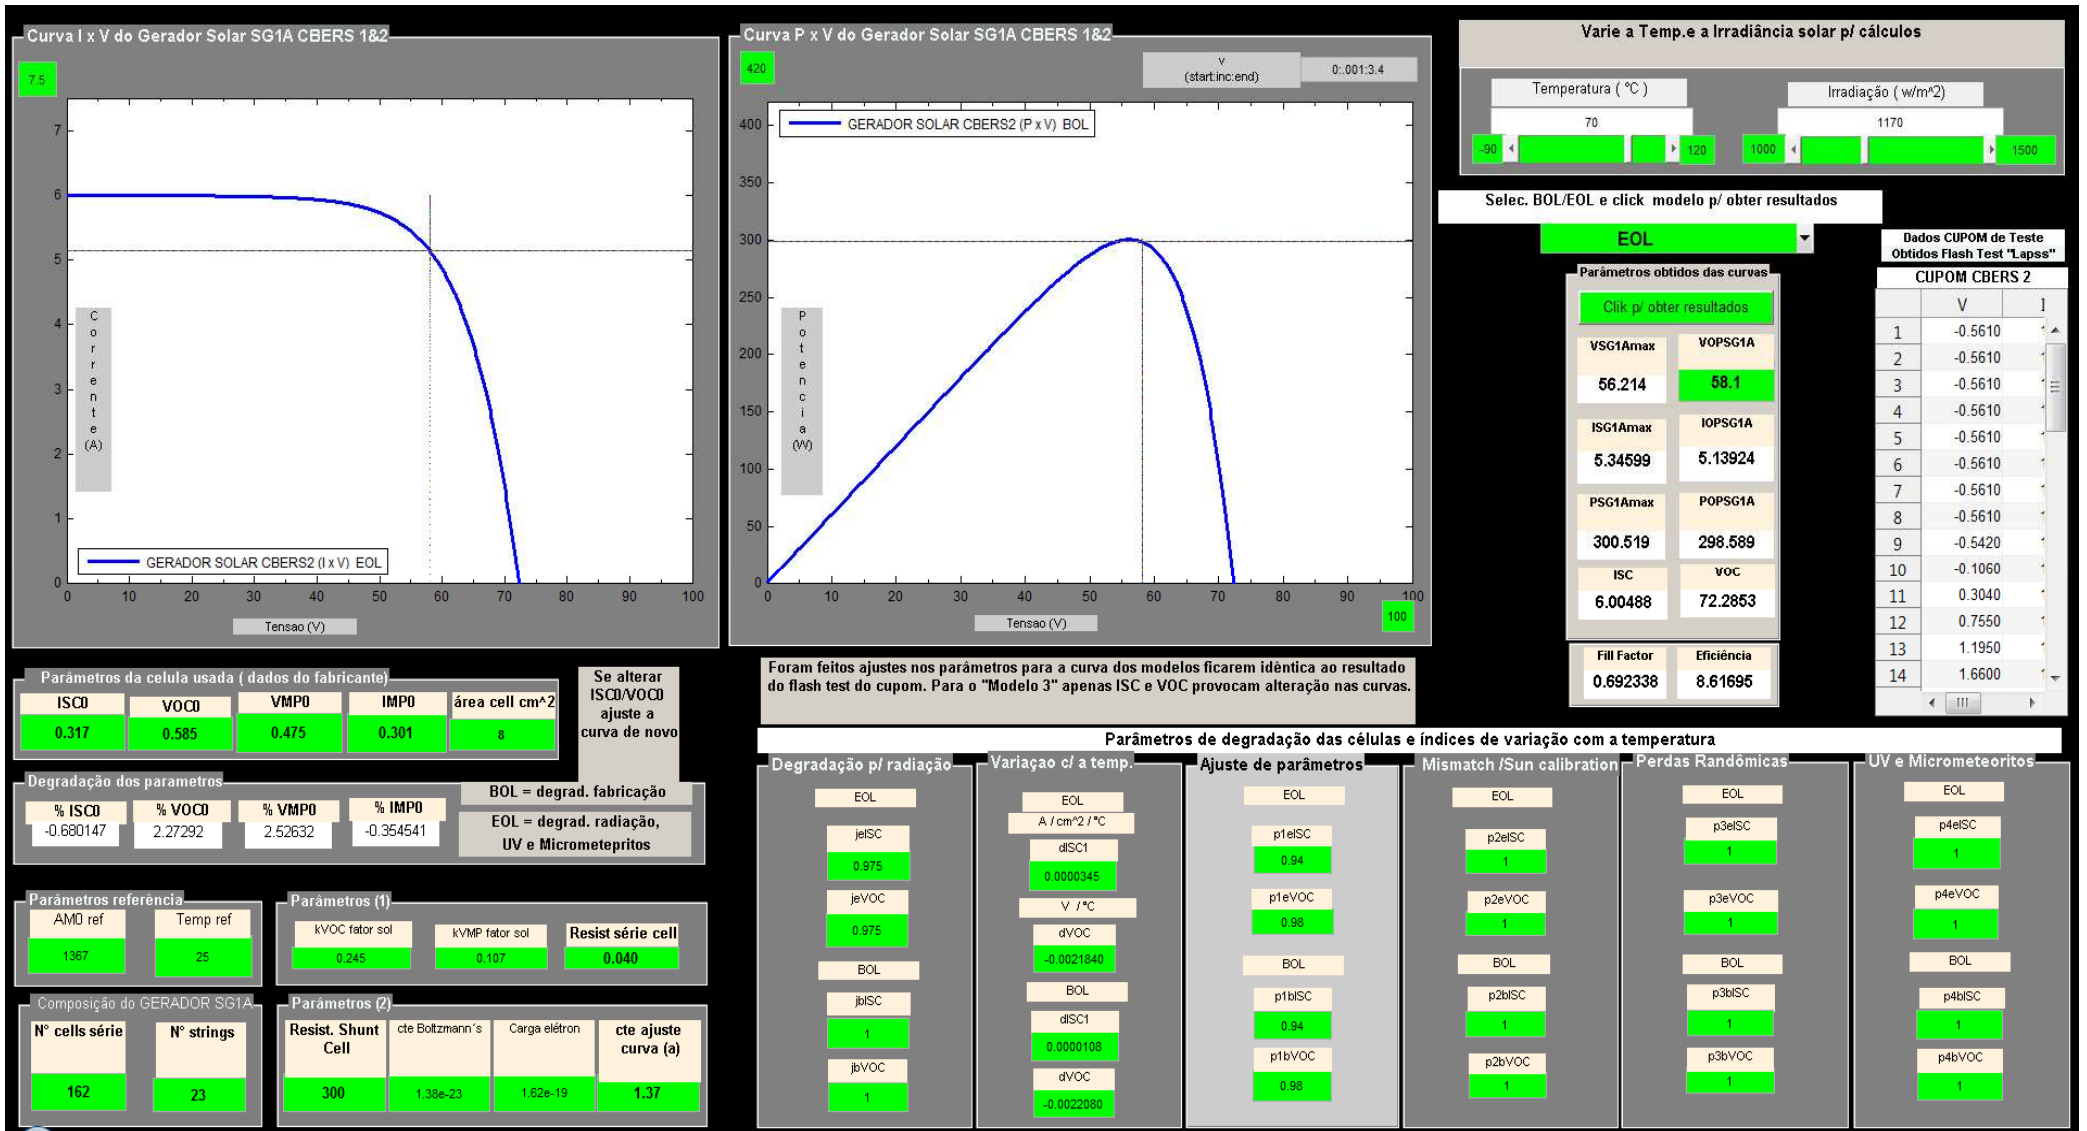 Curva I x V do Gerador Solar SG1A CBERS 1&2
7.5
7
6
5
4
3
2
1
0
Corrente (A)
GERADOR SOLAR CBERS2 (I x V) EOL
0 10 20 30 40 50 60 70 80 90 100
Tensao (V)
Curva P x V do Gerador Solar SG1A CBERS 1&2
420
v
(start:inc:end)
0:.001:3.4
GERADOR SOLAR CBERS2 (P x V) BOL
400
350
300
250
200
150
100
50
0
Potencia (W)
0 10 20 30 40 50 60 70 80 90 100
Tensao (V)
100
Varie a Temp.e a Irradiância solar p/ cálculos
Temperatura ( °C )
70
-90
120
Irradiação ( w/m^2)
1170
1000
1500
Selec. BOL/EOL e click modelo p/ obter resultados
EOL
Parâmetros obtidos das curvas
Clik p/ obter resultados
VSG1Amax VOPSG1A
56.214 58.1
ISG1Amax IOPSG1A
5.34599 5.13924
PSG1Amax POPSG1A
300.519 298.589
ISC VOC
6.00488 72.2853
Fill Factor Eficiência
0.692338 8.61695
Dados CUPOM de Teste
Obtidos Flash Test "Lapss"
CUPOM CBERS 2
V
1 -0.5610
2 -0.5610
3 -0.5610
4 -0.5610
5 -0.5610
6 -0.5610
7 -0.5610
8 -0.5610
9 -0.5420
10 -0.1060
11 0.3040
12 0.7550
13 1.1950
14 1.6600
Parâmetros da celula usada ( dados do fabricante)
ISC0 VOC0 VMP0 IMP0 área cell cm^2
0.317 0.585 0.475 0.301 8
Se alterar
ISC0/VOC0
ajuste a
curva de novo
Degradação dos parametros
% ISC0 % VOC0 % VMP0 % IMP0
-0.680147 2.27292 2.52632 -0.354541
BOL = degrad. fabricação
EOL = degrad. radiação,
UV e Micrometepritos
Parâmetros referência
AM0 ref Temp ref
1367 25
Parâmetros (1)
kVOC fator sol kVMP fator sol Resist série cell
0.245 0.107 0.040
Composição do GERADOR SG1A
N° cells série N° strings
162 23
Parâmetros (2)
Resist. Shunt
Cell
cte Boltzmann´s
Carga elétron
cte ajuste
curva (a)
300 1.38e-23 1.62e-19 1.37
Foram feitos ajustes nos parâmetros para a curva dos modelos ficarem idêntica ao resultado
do flash test do cupom. Para o "Modelo 3" apenas ISC e VOC provocam alteração nas curvas.
Parâmetros de degradação das células e índices de variação com a temperatura
Degradação p/ radiação
EOL
jeISC
0.975
jeVOC
0.975
BOL
jbISC
1
jbVOC
1
Variaçao c/ a temp.
EOL
A / cm^2 / °C
dISC1
0.0000345
V / °C
dVOC
-0.0021840
BOL
dISC1
0.0000108
dVOC
-0.0022080
Ajuste de parâmetros
EOL
p1eISC
0.94
p1eVOC
0.98
BOL
p1bISC
0.94
p1bVOC
0.98
Mismatch /Sun calibration
EOL
p2eISC
1
p2eVOC
1
BOL
p2bISC
1
p2bVOC
1
Perdas Randômicas
EOL
p3eISC
1
p3eVOC
1
BOL
p3bISC
1
p3bVOC
1
UV e Micrometeoritos
EOL
p4eISC
1
p4eVOC
1
BOL
p4bISC
1
p4bVOC
1